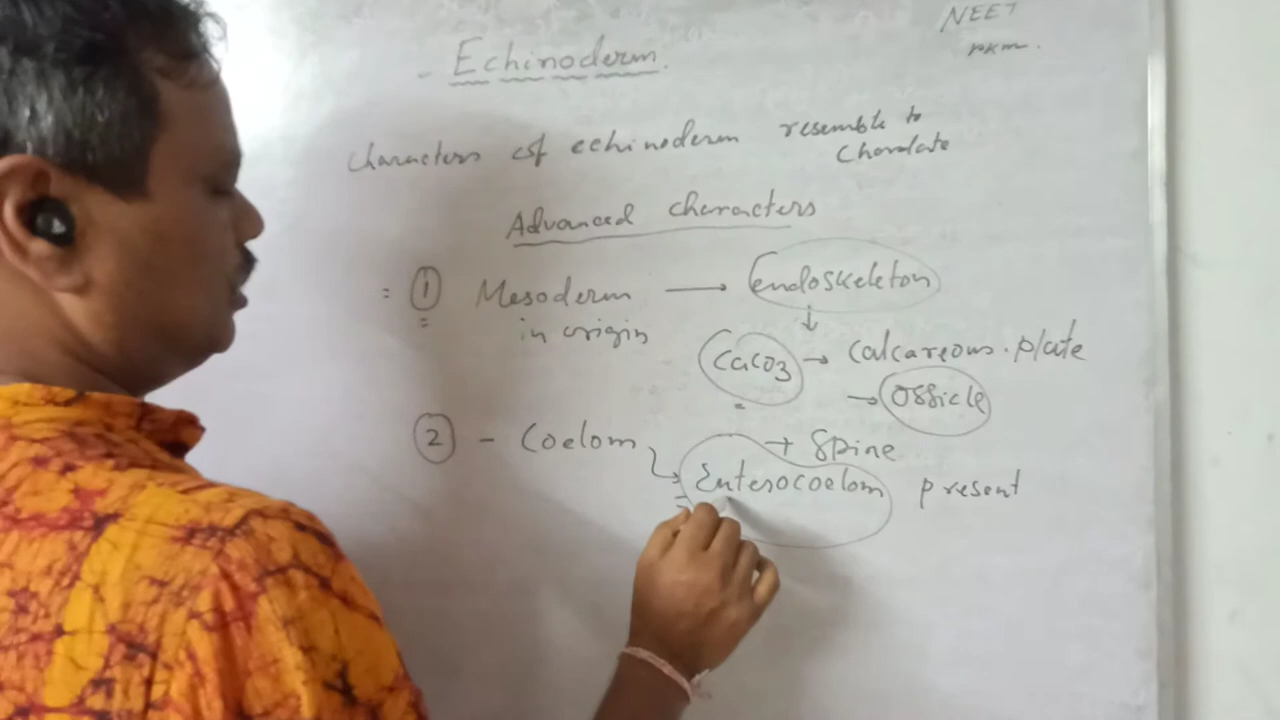 NEET
PKM.
- Echinoderm.
Characters of echinoderm resemble to
Chordate
Advanced characters
= ① Mesoderm → Endoskeleton
in origin ↓
CaCO3 → Calcareous. plate
→ Ossicle
② - Coelom → Spine
Enterocoelom present